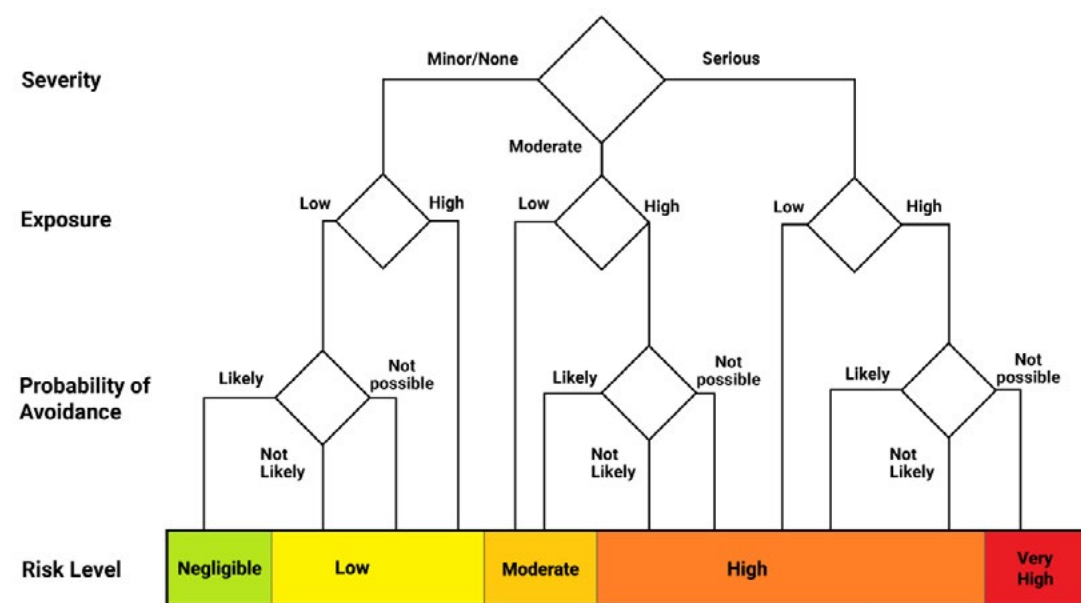 Minor/None
Serious
Severity
Moderate
Low
High
Low
High
Low
High
Exposure
Not
possible
Likely
Not
Likely
Not
possible
Likely
Not
Likely
Not
possible
Likely
Not
Likely
Probability of
Avoidance
Risk Level
Negligible
Low
Moderate
High
Very
High